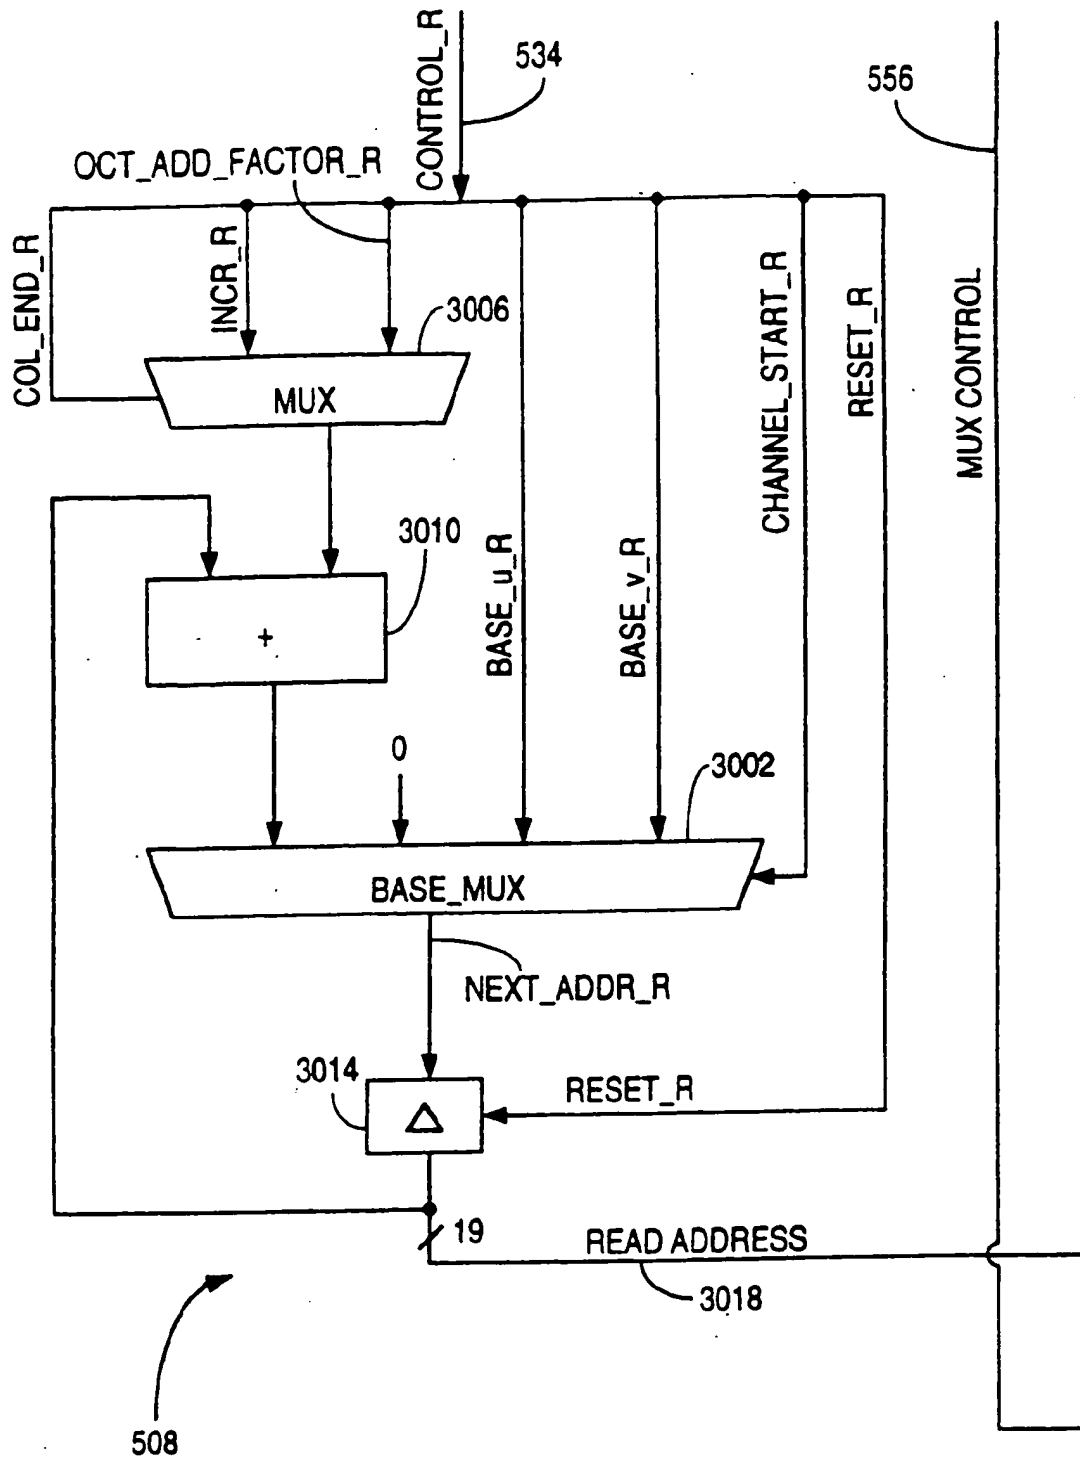 CONTROL_R
534
556
OCT_ADD_FACTOR_R
COL_END_R
INCR_R
3006
MUX
CHANNEL_START_R
RESET_R
MUX CONTROL
3010
+
BASE_u_R
BASE_v_R
0
3002
BASE_MUX
NEXT_ADDR_R
3014
Δ
RESET_R
19
READ ADDRESS
3018
508